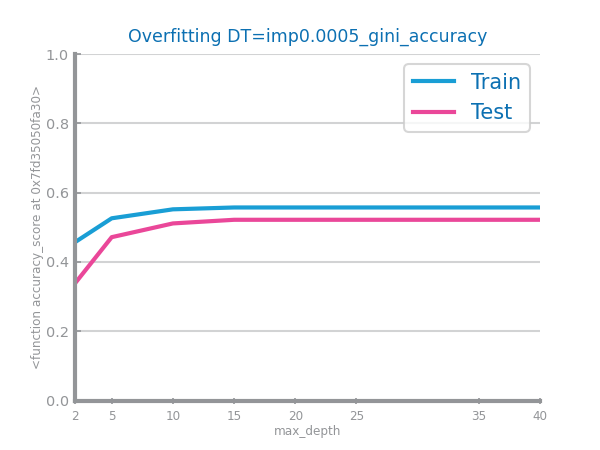 Overfitting DT=imp0.0005_gini_accuracy
<function accuracy_score at 0x7fd35050fa30>
1.0
0.8
0.6
0.4
0.2
0.0
Train
Test
2 5 10 15 20 25 35 40
max_depth